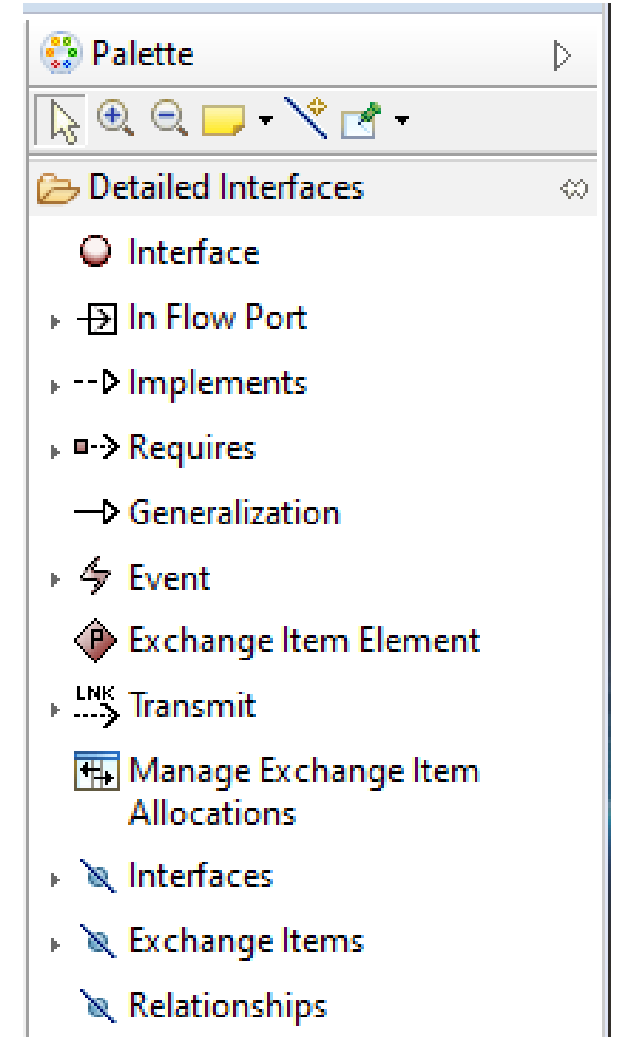 Palette
Detailed Interfaces
Interface
In Flow Port
Implements
Requires
Generalization
Event
P
Exchange Item Element
LNK
Transmit
Manage Exchange Item
Allocations
Interfaces
Exchange Items
Relationships